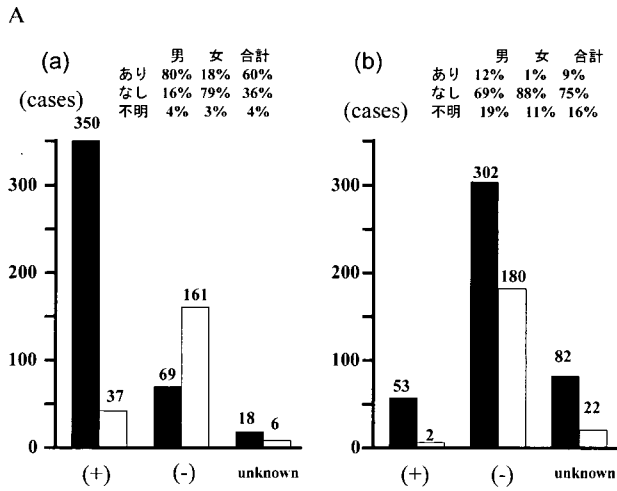 A
(a)
男 女 合計
あり 80% 18% 60%
なし 16% 79% 36%
不明 4% 3% 4%
(cases)
350
300
200
100
0
37
69
161
18
6
(+) (-) unknown
(b)
男 女 合計
あり 12% 1% 9%
なし 69% 88% 75%
不明 19% 11% 16%
(cases)
300
200
100
0
53
2
302
180
82
22
(+) (-) unknown